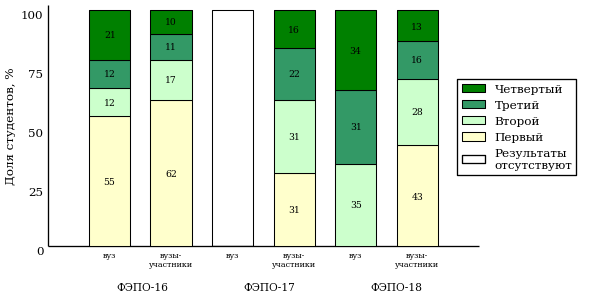 100
75
50
25
0
Доля студентов, %
21
12
12
55
10
11
17
62
16
22
31
31
34
31
35
13
16
28
43
вуз
вузы-
участники
вуз
вузы-
участники
вуз
вузы-
участники
ФЭПО-16
ФЭПО-17
ФЭПО-18
Четвертый
Третий
Второй
Первый
Результаты
отсутствуют